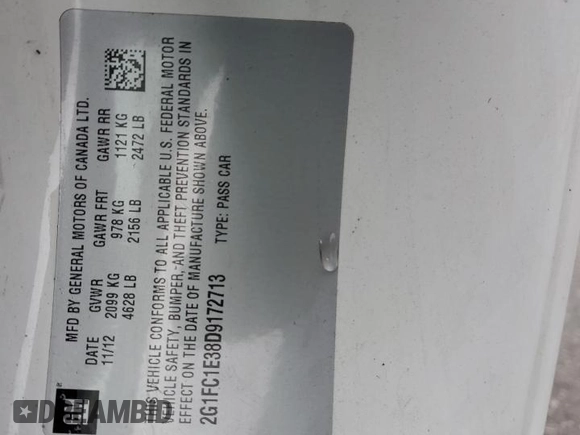 MFD BY GENERAL MOTORS OF CANADA LTD.
DATE GVWR GAWR FRT GAWR RR
11/12 2099 KG 978 KG 1121 KG
4628 LB 2156 LB 2472 LB
THIS VEHICLE CONFORMS TO ALL APPLICABLE U.S. FEDERAL MOTOR
VEHICLE SAFETY, BUMPER, AND THEFT PREVENTION STANDARDS IN
EFFECT ON THE DATE OF MANUFACTURE SHOWN ABOVE.
2G1FC1E38D9172713 TYPE: PASS CAR